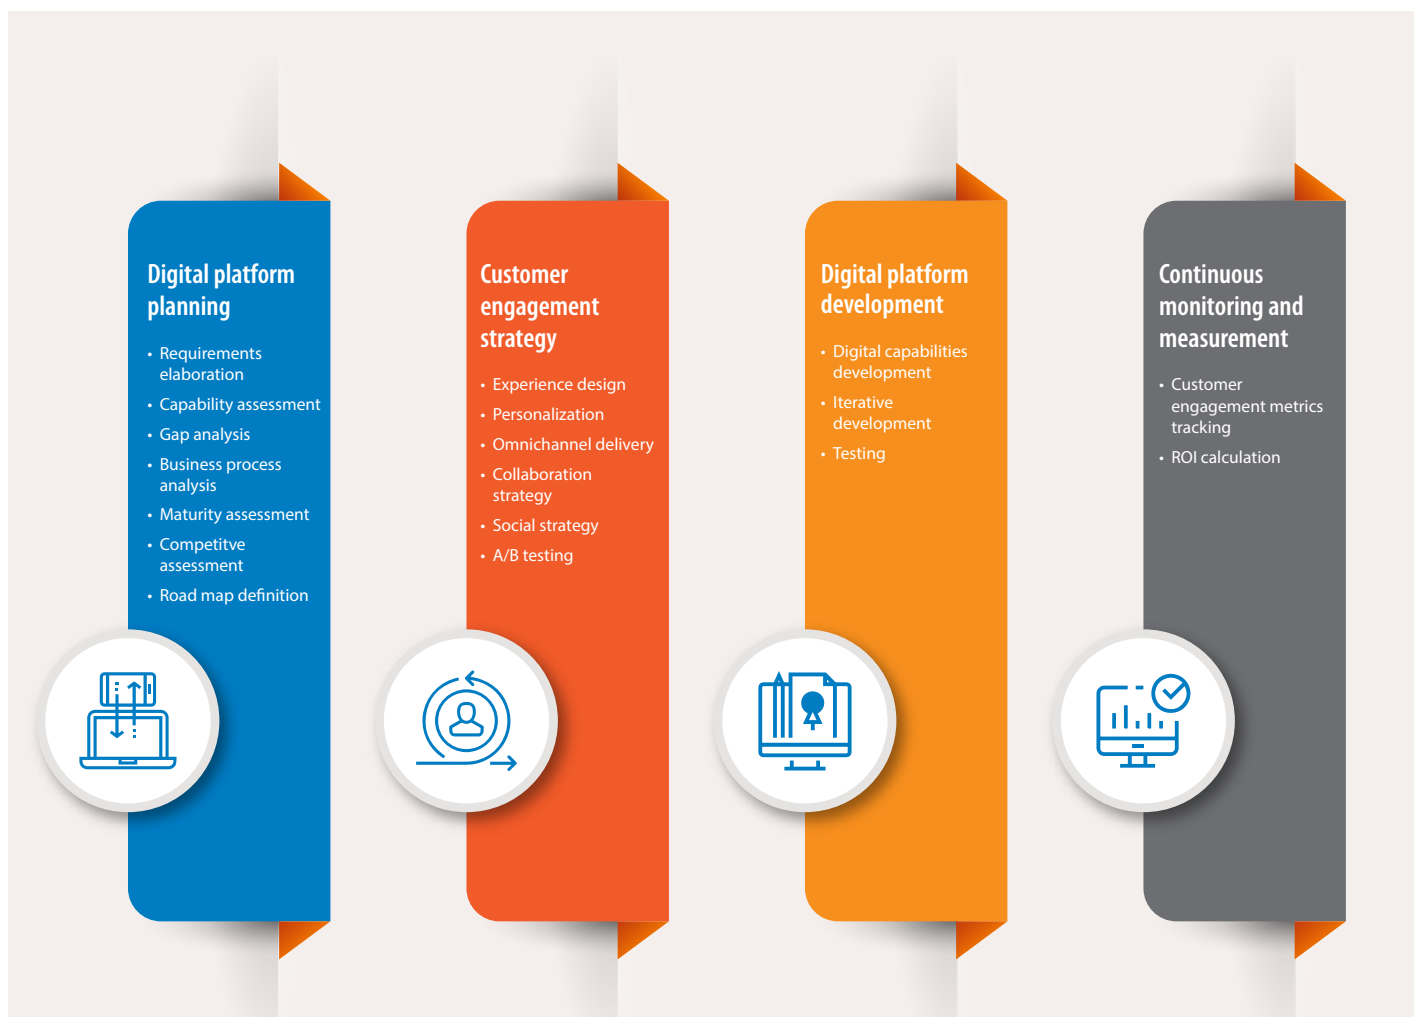 Digital platform
planning
• Requirements
elaboration
• Capability assessment
• Gap analysis
• Business process
analysis
• Maturity assessment
• Competitve
assessment
• Road map definition
Customer
engagement
strategy
• Experience design
• Personalization
• Omnichannel delivery
• Collaboration
strategy
• Social strategy
• A/B testing
Digital platform
development
• Digital capabilities
development
• Iterative
development
• Testing
Continuous
monitoring and
measurement
• Customer
engagement metrics
tracking
• ROI calculation